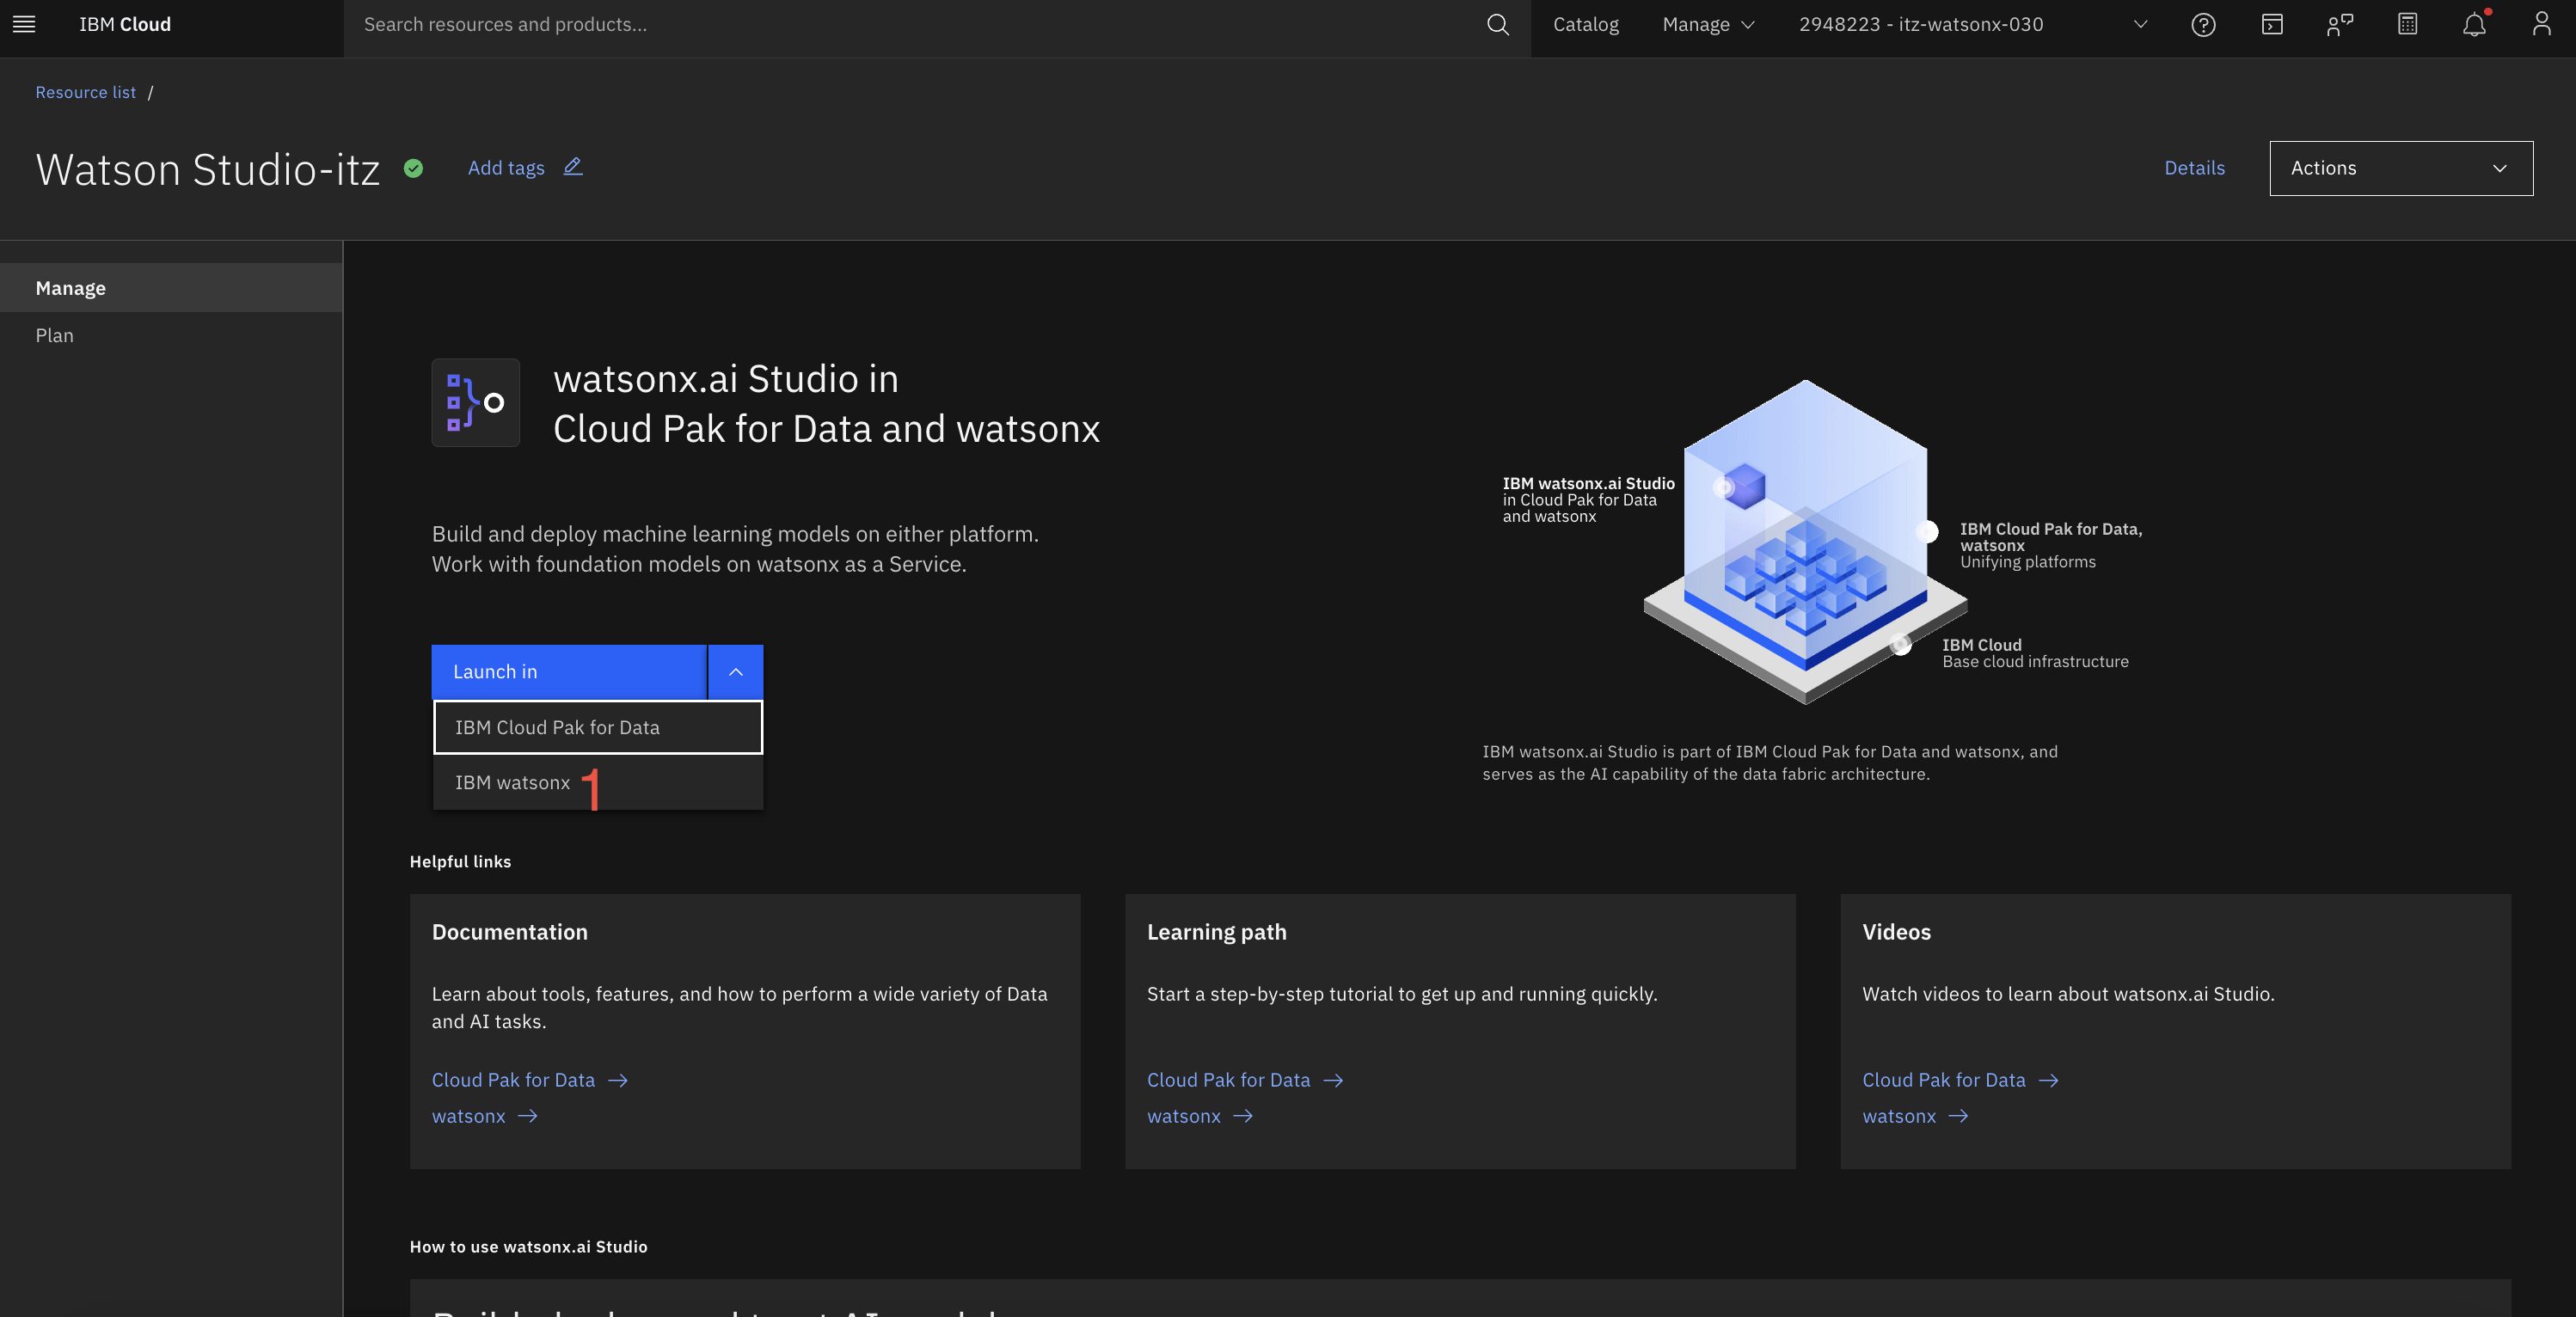 IBM Cloud
Search resources and products...
Catalog
Manage
2948223 - itz-watsonx-030
Resource list /
Watson Studio-itz
Add tags
Details
Actions
Manage
Plan
watsonx.ai Studio in
Cloud Pak for Data and watsonx
Build and deploy machine learning models on either platform.
Work with foundation models on watsonx as a Service.
Launch in
IBM Cloud Pak for Data
IBM watsonx 1
IBM watsonx.ai Studio
in Cloud Pak for Data
and watsonx
IBM Cloud Pak for Data,
watsonx
Unifying platforms
IBM Cloud
Base cloud infrastructure
IBM watsonx.ai Studio is part of IBM Cloud Pak for Data and watsonx, and
serves as the AI capability of the data fabric architecture.
Helpful links
Documentation
Learn about tools, features, and how to perform a wide variety of Data
and AI tasks.
Cloud Pak for Data
watsonx
Learning path
Start a step-by-step tutorial to get up and running quickly.
Cloud Pak for Data
watsonx
Videos
Watch videos to learn about watsonx.ai Studio.
Cloud Pak for Data
watsonx
How to use watsonx.ai Studio